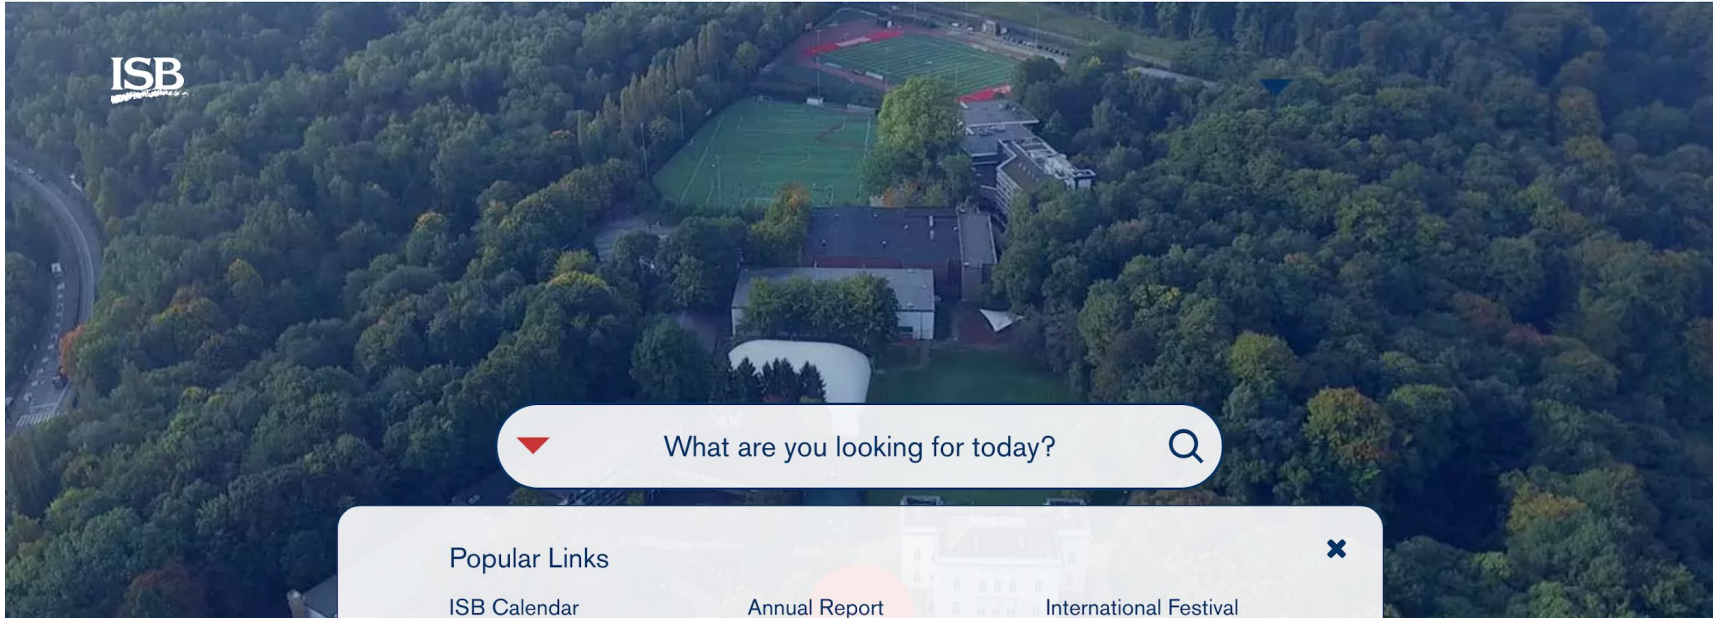 ISB
What are you looking for today?
Popular Links
ISB Calendar
Annual Report
International Festival